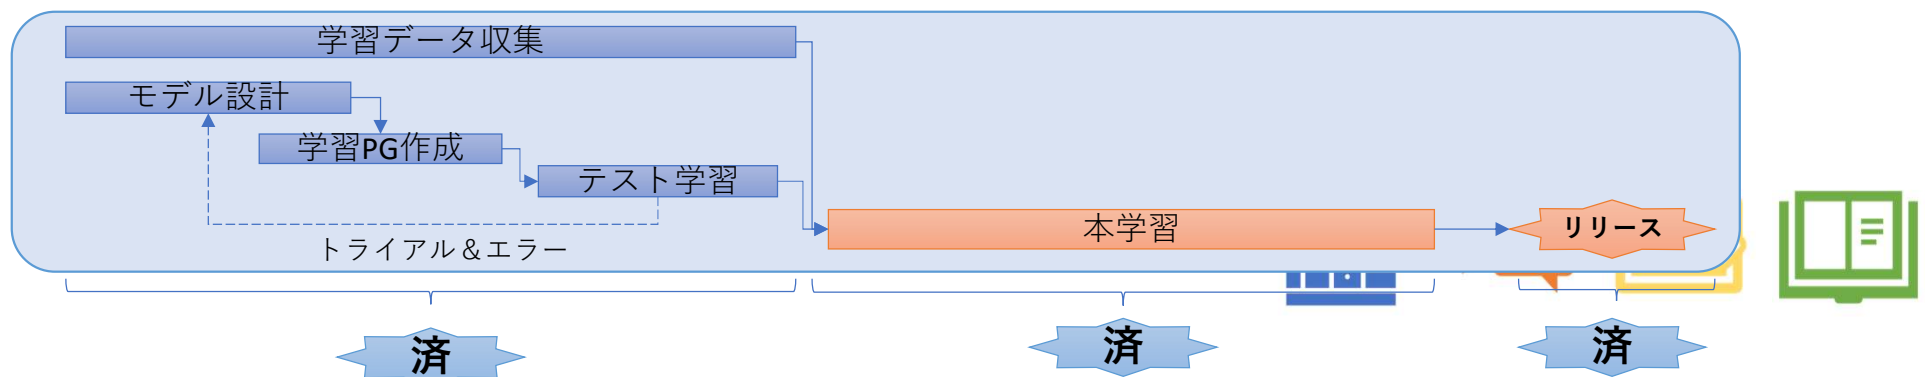 学習データ収集
モデル設計
学習PG作成
テスト学習
トライアル＆エラー
本学習
リリース
済
済
済